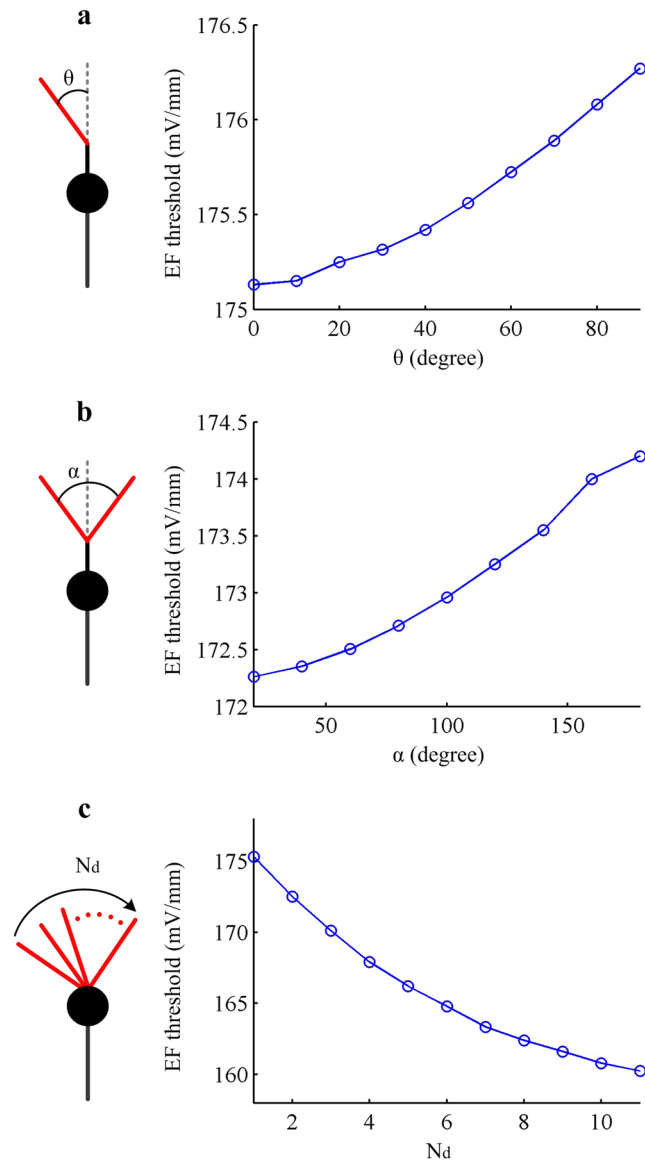 a
θ
EF threshold (mV/mm)
176.5
176
175.5
175
0 20 40 60 80
θ (degree)
b
α
EF threshold (mV/mm)
174.5
174
173.5
173
172.5
172
50 100 150
α (degree)
c
Nd
EF threshold (mV/mm)
175
170
165
160
2 4 6 8 10
Nd